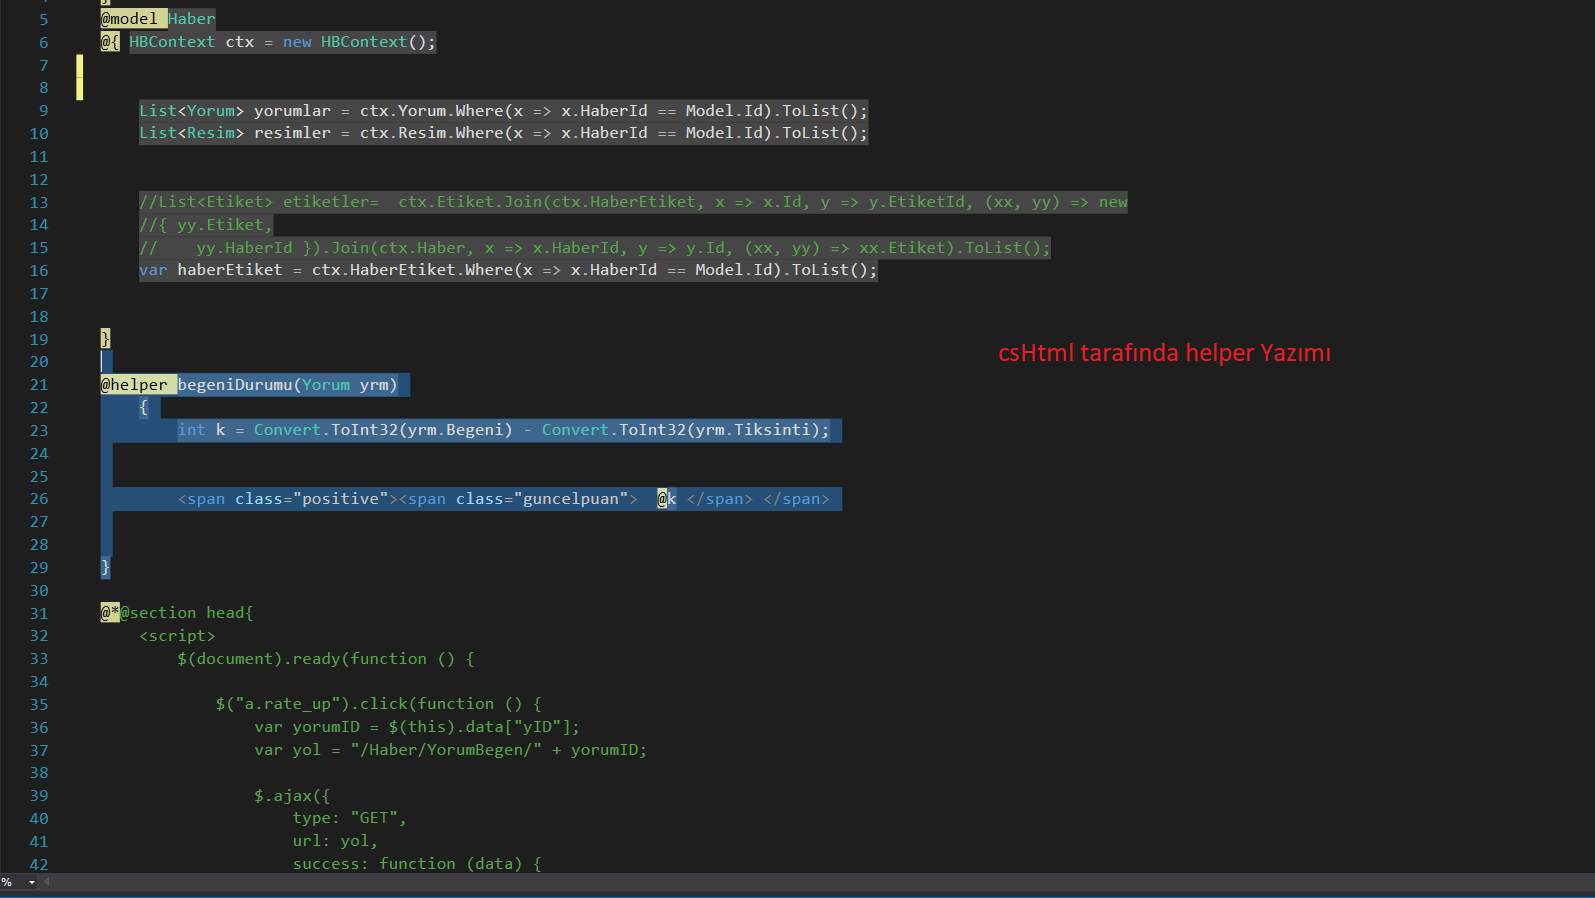 5 @model Haber
6 @{ HBContext ctx = new HBContext();
7
8
9 List<Yorum> yorumlar = ctx.Yorum.Where(x => x.HaberId == Model.Id).ToList();
10 List<Resim> resimler = ctx.Resim.Where(x => x.HaberId == Model.Id).ToList();
11
12
13 //List<Etiket> etiketler=  ctx.Etiket.Join(ctx.HaberEtiket, x => x.Id, y => y.EtiketId, (xx, yy) => new
14 //{ yy.Etiket,
15 //    yy.HaberId }).Join(ctx.Haber, x => x.HaberId, y => y.Id, (xx, yy) => xx.Etiket).ToList();
16 var haberEtiket = ctx.HaberEtiket.Where(x => x.HaberId == Model.Id).ToList();
17
18
19 }
csHtml tarafında helper Yazımı
20
21 @helper begeniDurumu(Yorum yrm)
22 {
23 int k = Convert.ToInt32(yrm.Begeni) - Convert.ToInt32(yrm.Tiksinti);
24
25
26 <span class="positive"><span class="guncelpuan">  @k </span> </span>
27
28
29 }
30
31 @*@section head{
32 <script>
33 $(document).ready(function () {
34
35 $("a.rate_up").click(function () {
36 var yorumID = $(this).data["yID"];
37 var yol = "/Haber/YorumBegen/" + yorumID;
38
39 $.ajax({
40 type: "GET",
41 url: yol,
42 success: function (data) {
%